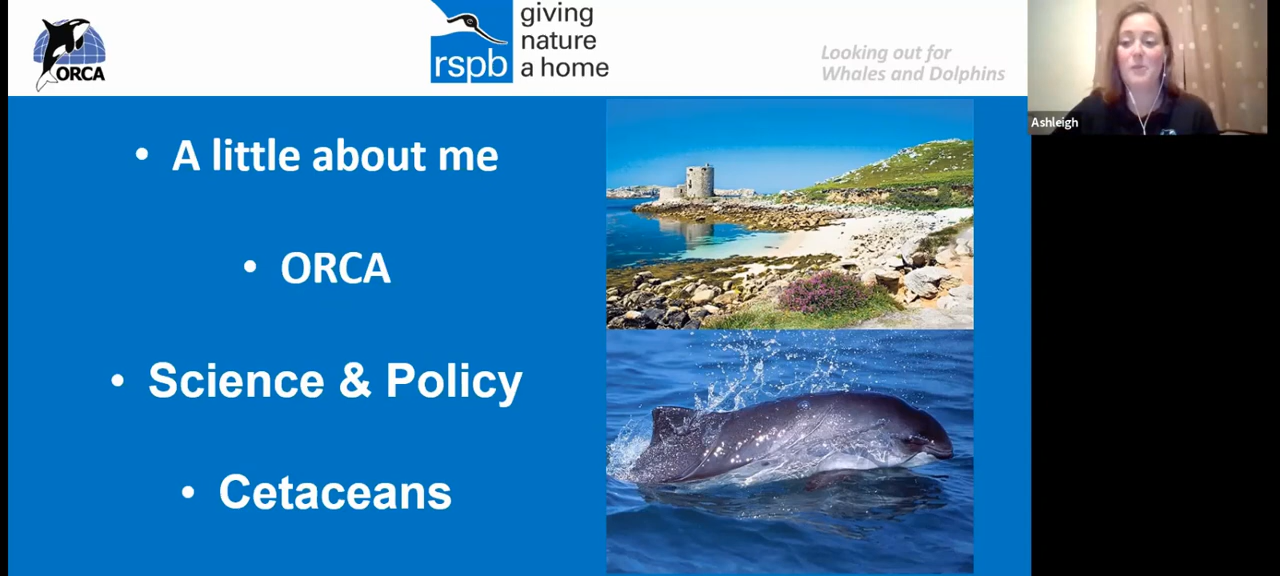 ORCA
rspb
giving
nature
a home
Looking out for
Whales and Dolphins
Ashleigh
• A little about me
• ORCA
• Science & Policy
• Cetaceans